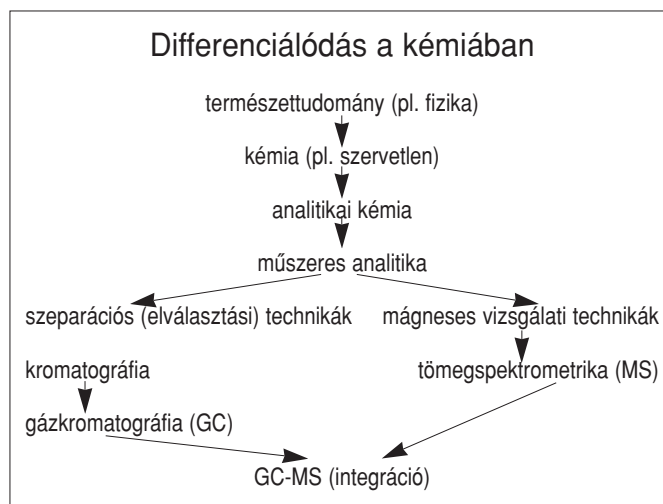 Differenciálódás a kémiában
természettudomány (pl. fizika)
kémia (pl. szervetlen)
analitikai kémia
műszeres analitika
szeparációs (elválasztási) technikák
mágneses vizsgálati technikák
kromatográfia
tömegspektrometrika (MS)
gázkromatográfia (GC)
GC-MS (integráció)